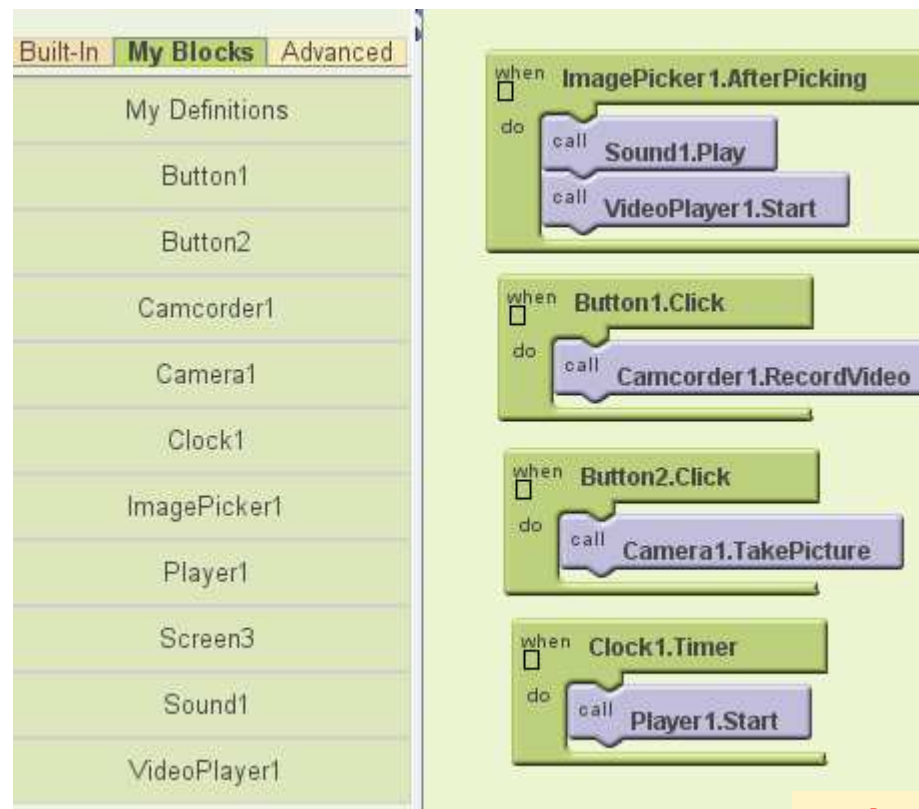 Built-In My Blocks Advanced
My Definitions
Button1
Button2
Camcorder1
Camera1
Clock1
ImagePicker1
Player1
Screen3
Sound1
VideoPlayer1
when ImagePicker1.AfterPicking
do
call Sound1.Play
call VideoPlayer1.Start
when Button1.Click
do
call Camcorder1.RecordVideo
when Button2.Click
do
call Camera1.TakePicture
when Clock1.Timer
do
call Player1.Start